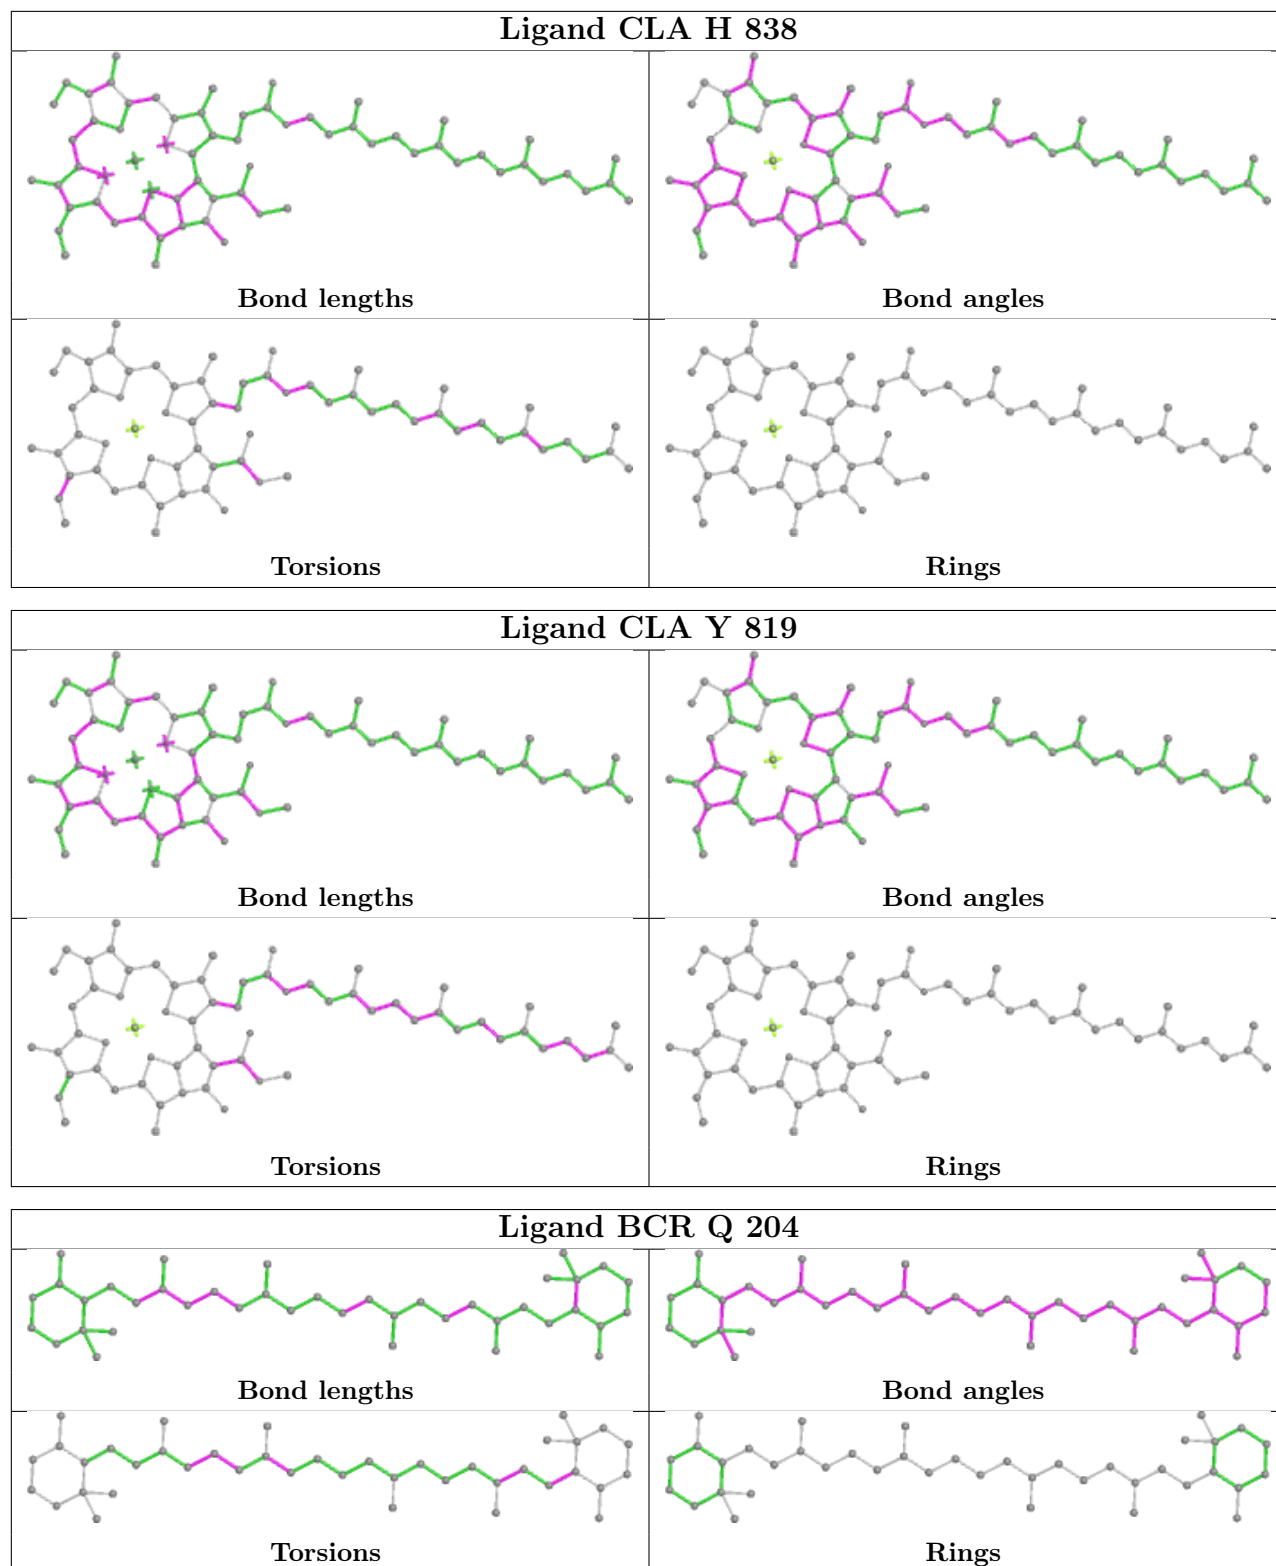 Ligand CLA H 838
Bond lengths
Bond angles
Torsions
Rings
Ligand CLA Y 819
Bond lengths
Bond angles
Torsions
Rings
Ligand BCR Q 204
Bond lengths
Bond angles
Torsions
Rings